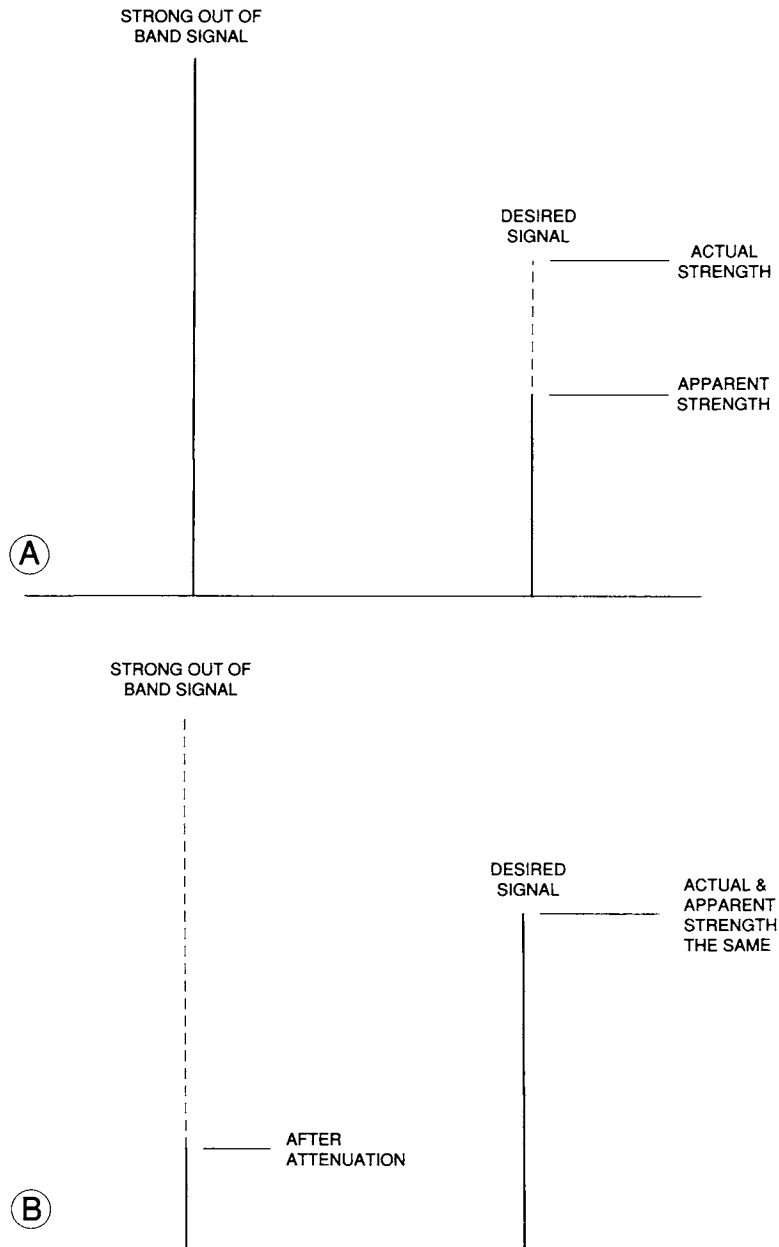 STRONG OUT OF
BAND SIGNAL
DESIRED
SIGNAL
ACTUAL
STRENGTH
APPARENT
STRENGTH
A
STRONG OUT OF
BAND SIGNAL
DESIRED
SIGNAL
ACTUAL &
APPARENT
STRENGTH
THE SAME
AFTER
ATTENUATION
B